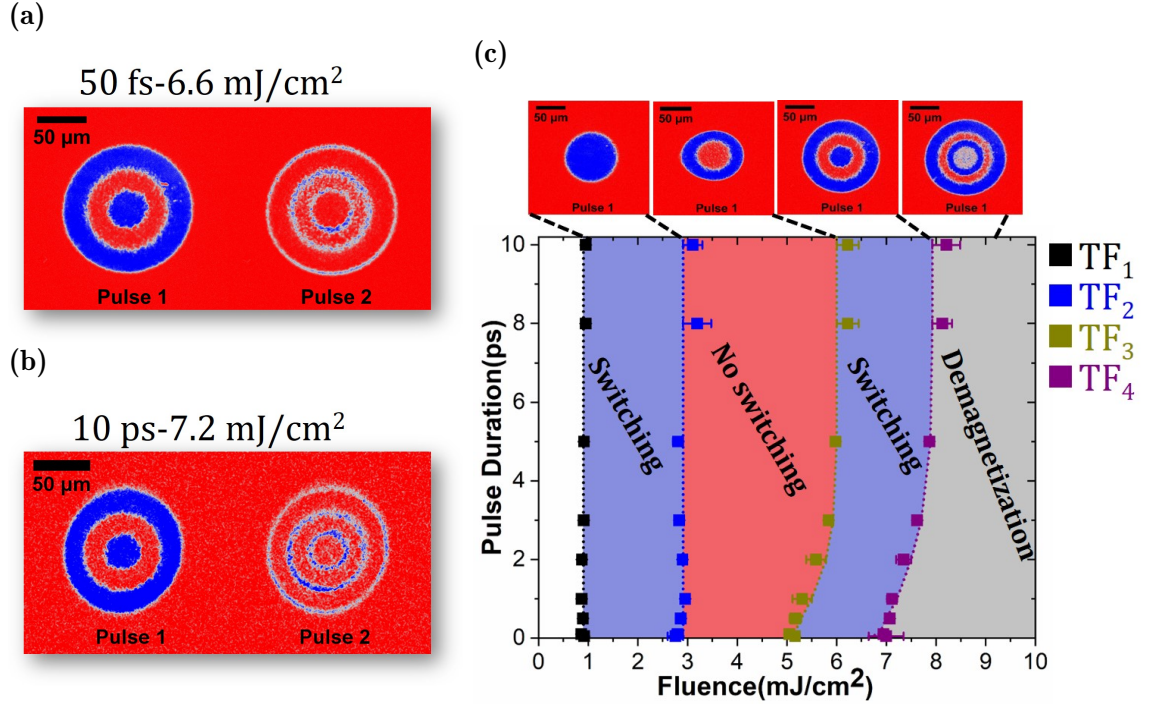 (a)
50 fs-6.6 mJ/cm²
50 µm
Pulse 1
Pulse 2
(b)
10 ps-7.2 mJ/cm²
50 µm
Pulse 1
Pulse 2
(c)
50 µm
Pulse 1
50 µm
Pulse 1
50 µm
Pulse 1
50 µm
Pulse 1
Pulse Duration(ps)
10
8
6
4
2
0
Switching
No switching
Switching
Demagnetization
0 1 2 3 4 5 6 7 8 9 10
Fluence(mJ/cm²)
TF₁
TF₂
TF₃
TF₄